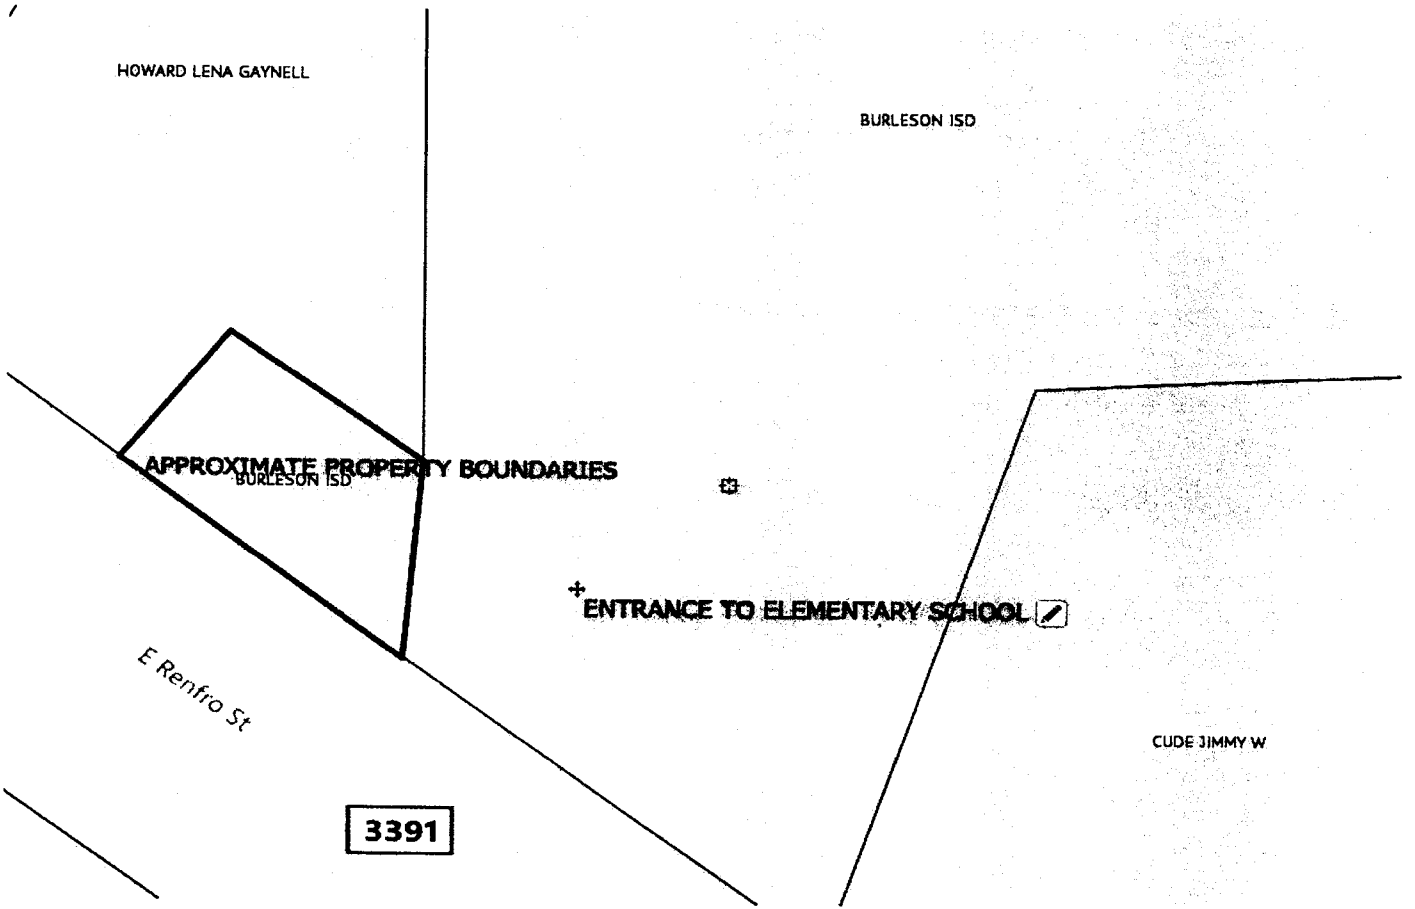 HOWARD LENA GAYNELL
BURLESON ISD
APPROXIMATE PROPERTY BOUNDARIES
BURLESON ISD
ENTRANCE TO ELEMENTARY SCHOOL
E Renfro St
CUDE JIMMY W
3391